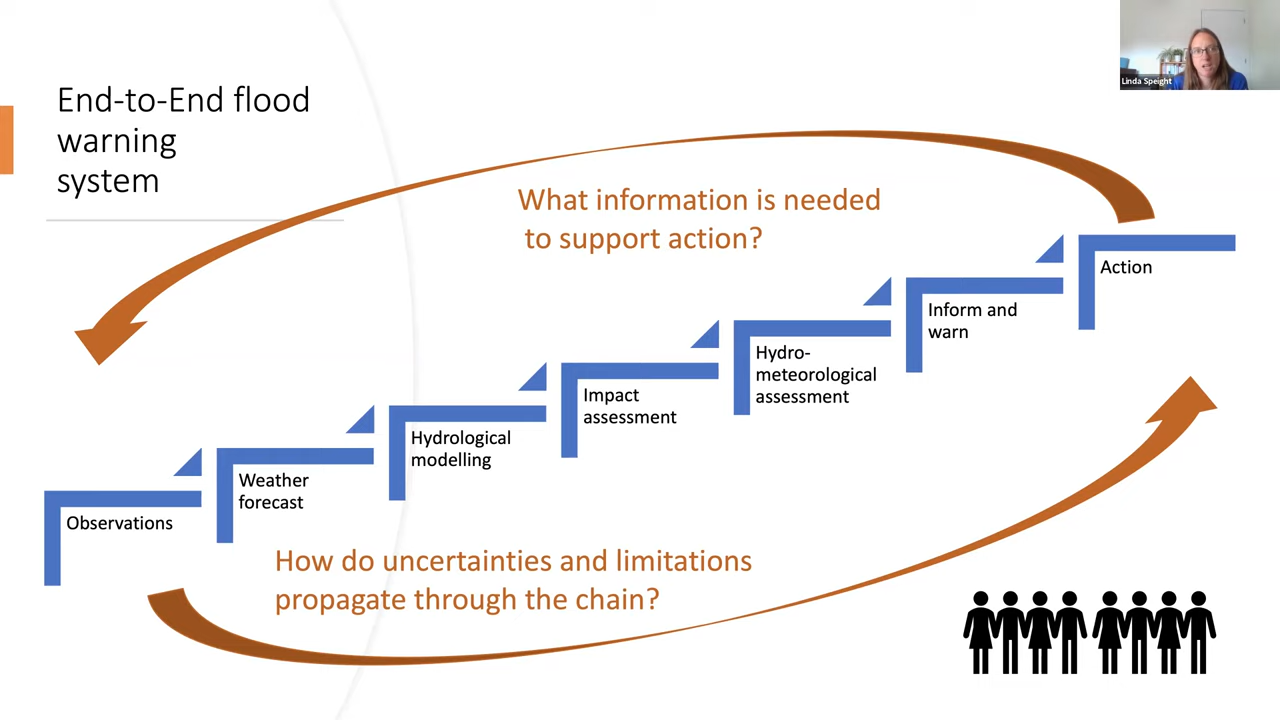 End-to-End flood
warning
system
Linda Speight
What information is needed
to support action?
Action
Inform and
warn
Hydro-
meteorological
assessment
Impact
assessment
Hydrological
modelling
Weather
forecast
Observations
How do uncertainties and limitations
propagate through the chain?